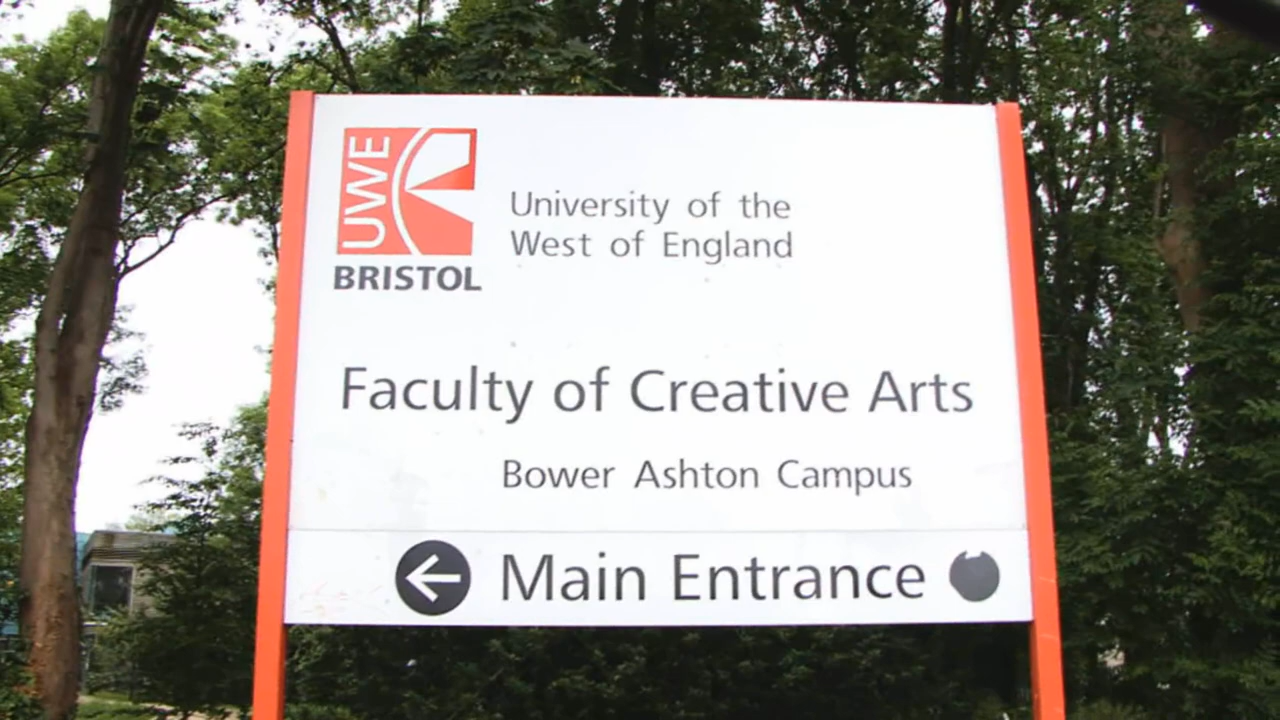 UWE
BRISTOL
University of the
West of England
Faculty of Creative Arts
Bower Ashton Campus
Main Entrance